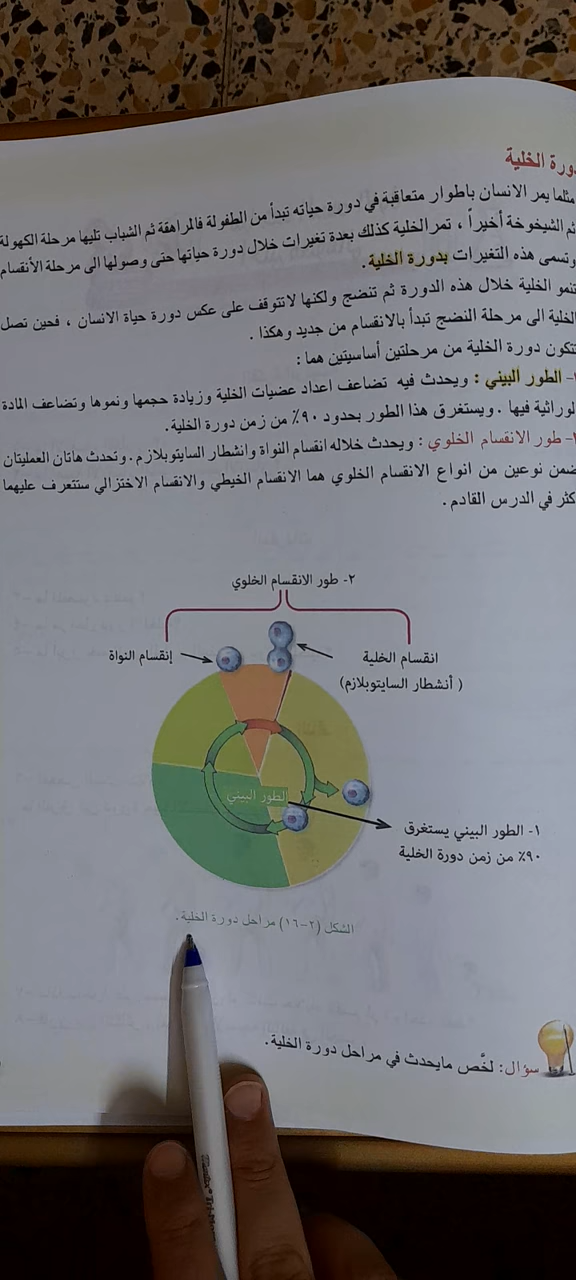 دورة الخلية
مثلما يمر الانسان باطوار متعاقبة في دورة حياته تبدأ من الطفولة فالمراهقة ثم الشباب تليها مرحلة الكهولة
ثم الشيخوخة أخيراً ، تمر الخلية كذلك بعدة تغيرات خلال دورة حياتها حتى وصولها الى مرحلة الأنقسام
وتسمى هذه التغيرات بدورة الخلية .
تنمو الخلية خلال هذه الدورة ثم تنضج ولكنها لاتتوقف على عكس دورة حياة الانسان ، فحين تصل
الخلية الى مرحلة النضج تبدأ بالانقسام من جديد وهكذا .
تتكون دورة الخلية من مرحلتين أساسيتين هما :
١- الطور البيني : ويحدث فيه تضاعف اعداد عضيات الخلية وزيادة حجمها ونموها وتضاعف المادة
الوراثية فيها . ويستغرق هذا الطور بحدود ٩٠٪ من زمن دورة الخلية.
٢- طور الانقسام الخلوي : ويحدث خلاله انقسام النواة وانشطار السايتوبلازم . وتحدث هاتان العمليتان
ضمن نوعين من انواع الانقسام الخلوي هما الانقسام الخيطي والانقسام الاختزالي ستتعرف عليهما
أكثر في الدرس القادم .
٢- طور الانقسام الخلوي
انقسام الخلية
( أنشطار السايتوبلازم)
إنقسام النواة
الطور البيني
١- الطور البيني يستغرق
٩٠٪ من زمن دورة الخلية
الشكل (٢-١٦) مراحل دورة الخلية.
سؤال: لخَّص مايحدث في مراحل دورة الخلية.